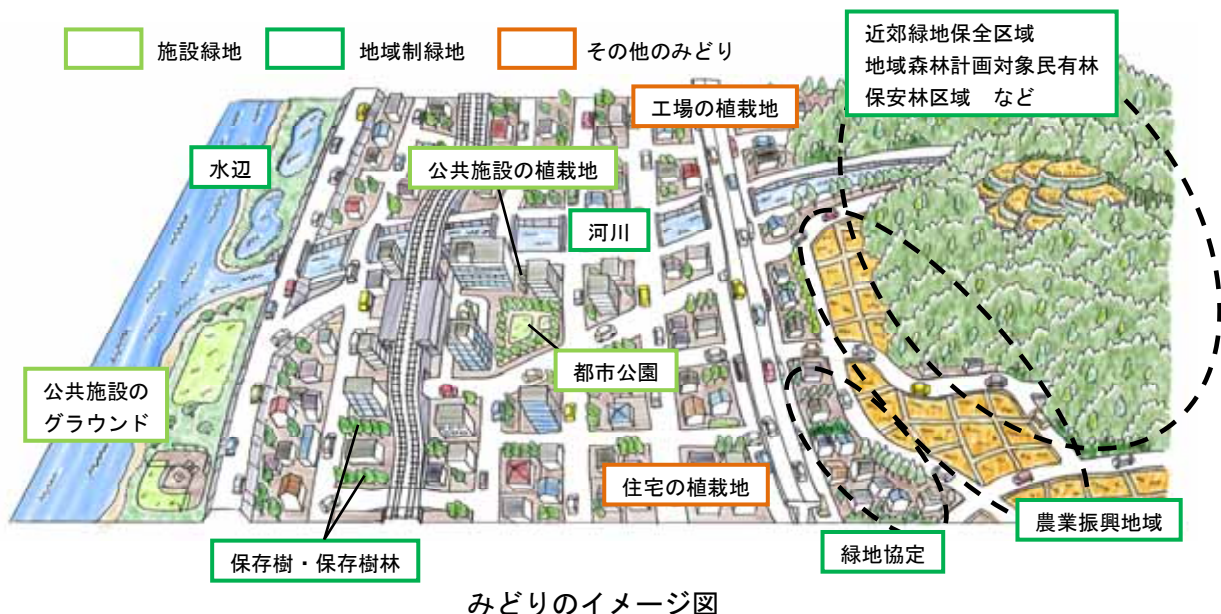 施設緑地
地域制緑地
その他のみどり
近郊緑地保全区域
地域森林計画対象民有林
保安林区域　など
工場の植栽地
水辺
公共施設の植栽地
河川
都市公園
公共施設の
グラウンド
住宅の植栽地
農業振興地域
緑地協定
保存樹・保存樹林
みどりのイメージ図